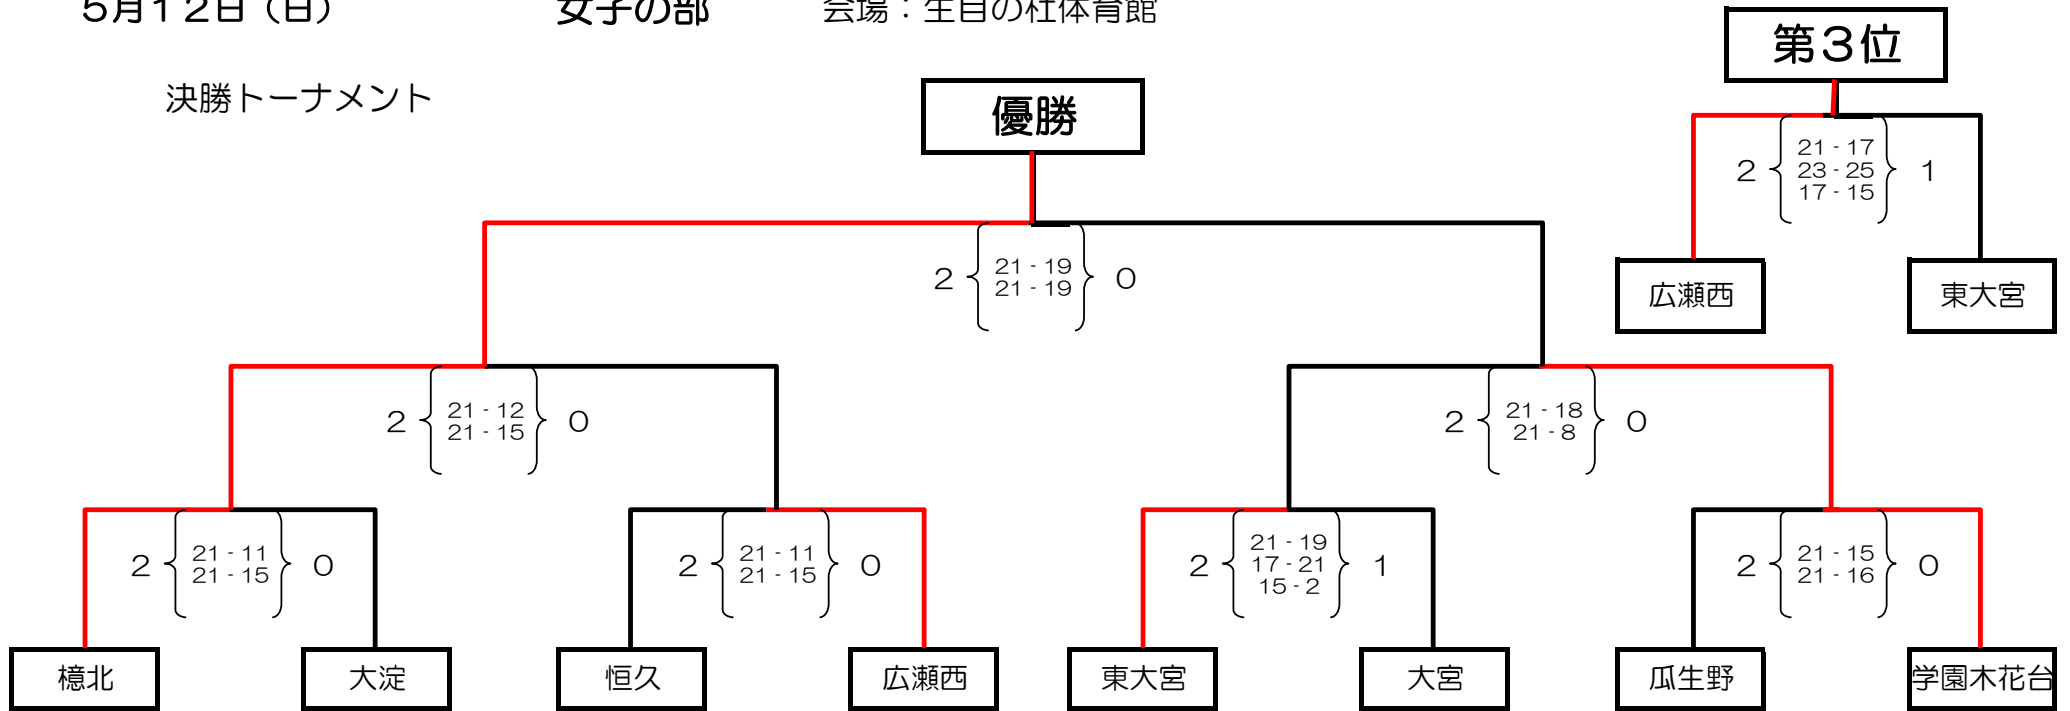 5月12日（日） 女子の部 会場：生目の杜体育館
第3位
決勝トーナメント
優勝
2 21 - 17 1
23 - 25
17 - 15
2 21 - 19 0
21 - 19
広瀬西 東大宮
2 21 - 12 0
21 - 15
2 21 - 18 0
21 - 8
2 21 - 11 0
21 - 15
2 21 - 11 0
21 - 15
2 21 - 19 1
17 - 21
15 - 2
2 21 - 15 0
21 - 16
檍北 大淀 恒久 広瀬西 東大宮 大宮 瓜生野 学園木花台